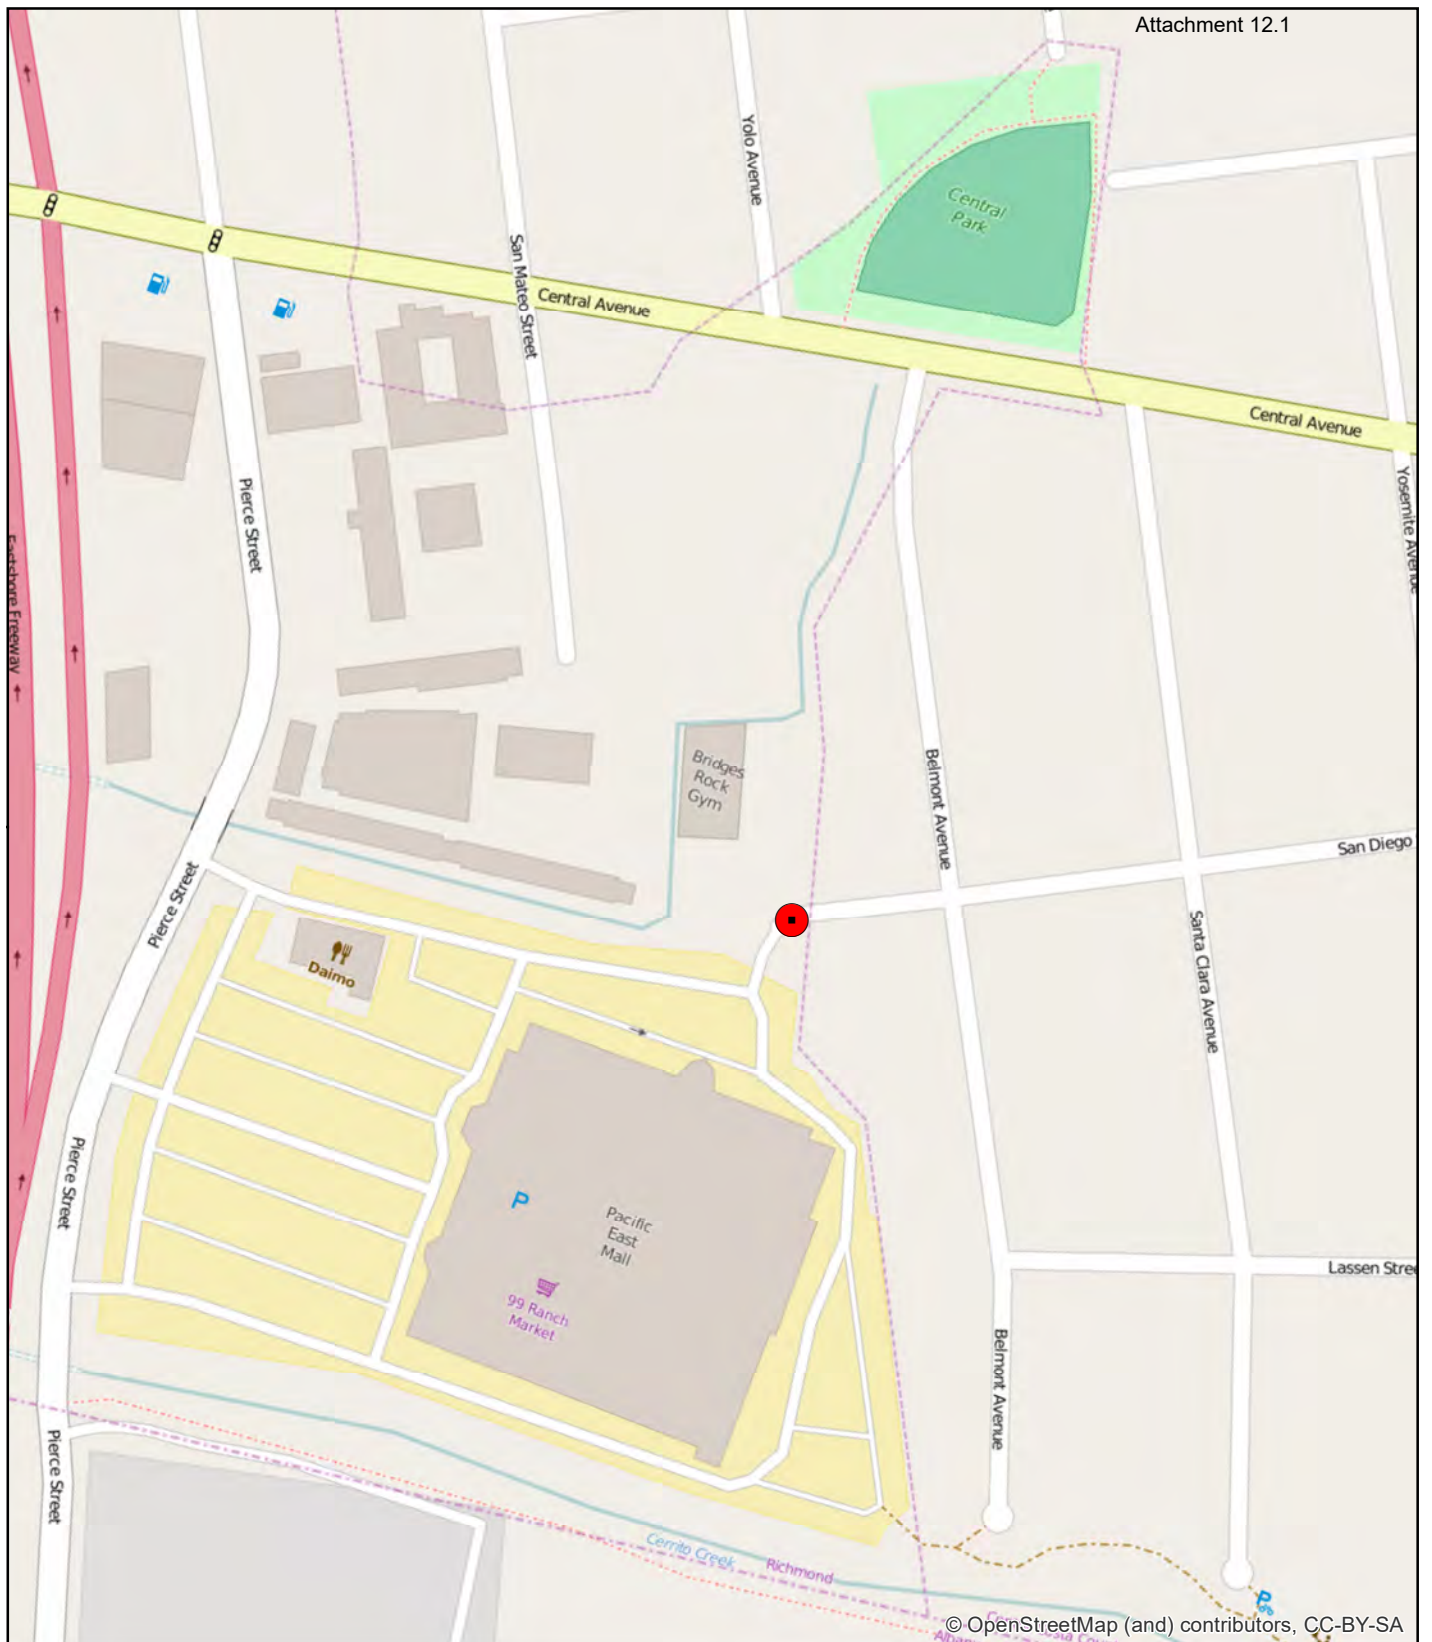 Attachment 12.1
Yolo Avenue
Central
Park
San Mateo Street
Central Avenue
Central Avenue
Pierce Street
Yosemite Avenue
Eastshore Freeway
Bridges
Rock
Gym
Belmont Avenue
San Diego
Pierce Street
Santa Clara Avenue
Daimo
Pierce Street
P
Pacific
East
Mall
99 Ranch
Market
Lassen Stree
Belmont Avenue
Pierce Street
Cerrito Creek
Richmond
P
© OpenStreetMap (and) contributors, CC-BY-SA